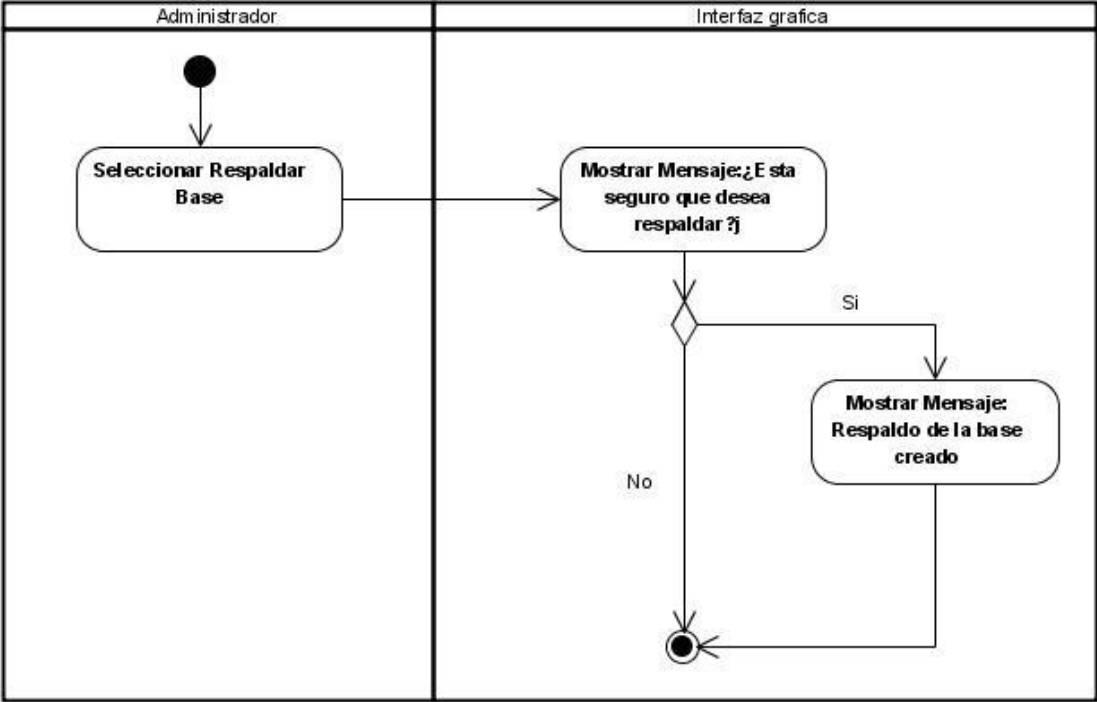 Administrador
Interfaz grafica
Seleccionar Respaldar
Base
Mostrar Mensaje:¿Esta
seguro que desea
respaldar?j
Si
Mostrar Mensaje:
Respaldo de la base
creado
No